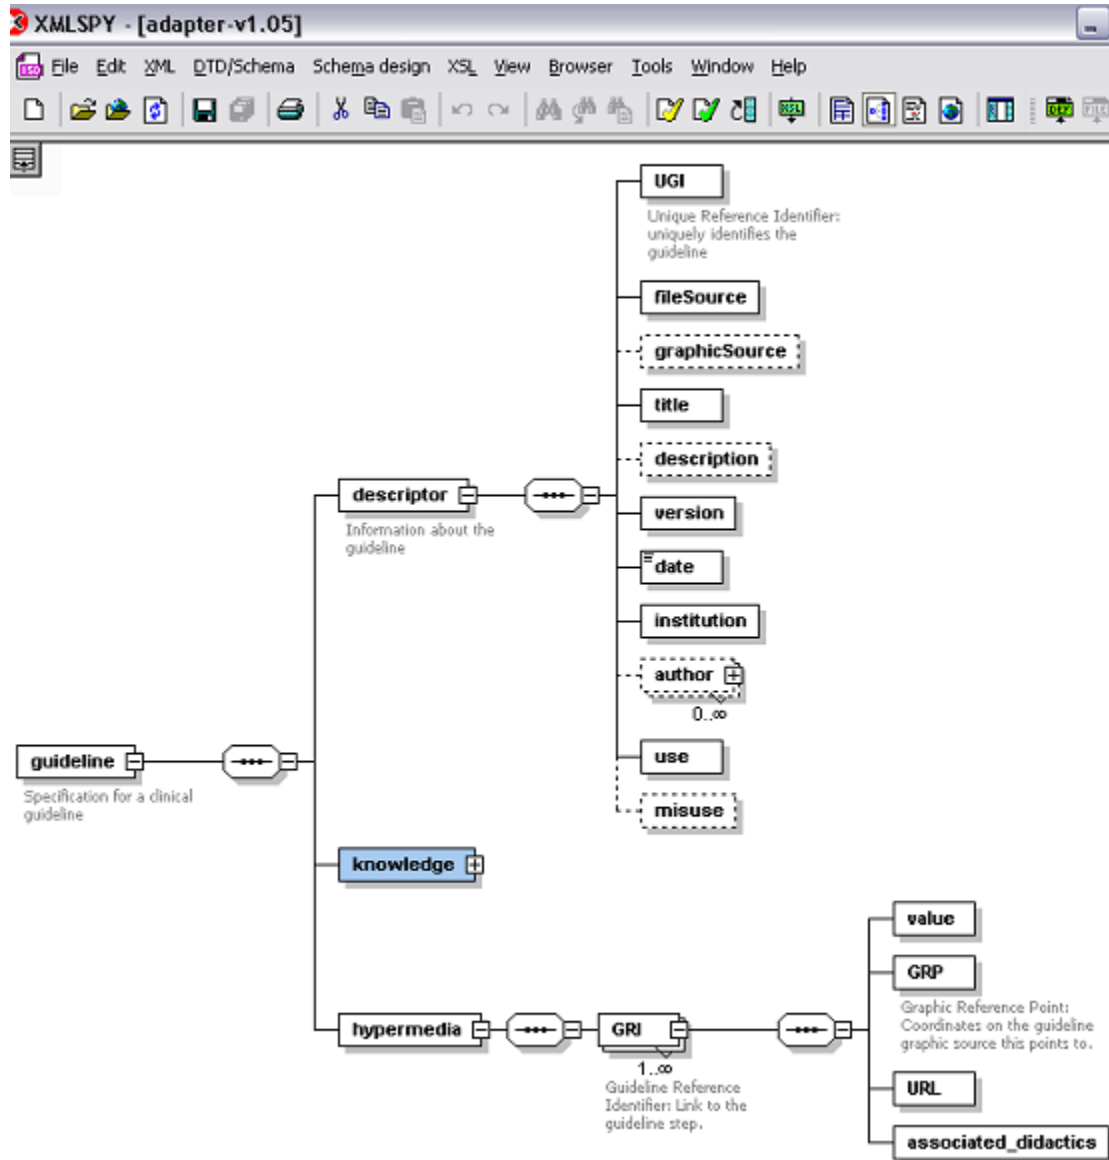 XMLSPY - [adapter-v1.05]
File Edit XML DTD/Schema Schema design XSL View Browser Tools Window Help
UGI
Unique Reference Identifier:
uniquely identifies the
guideline
fileSource
graphicSource
title
description
descriptor
Information about the
guideline
version
date
institution
author
0..∞
use
misuse
guideline
Specification for a clinical
guideline
knowledge
hypermedia
GRI
1..∞
Guideline Reference
Identifier: Link to the
guideline step.
value
GRP
Graphic Reference Point:
Coordinates on the guideline
graphic source this points to.
URL
associated_didactics